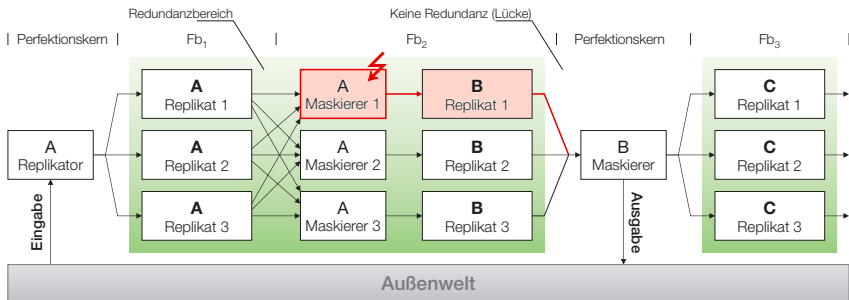 Redundanzbereich
Keine Redundanz (Lücke)
Perfektionskern
Fb1
Fb2
Perfektionskern
Fb3
A
Replikator
A
Replikat 1
A
Replikat 2
A
Replikat 3
A
Maskierer 1
A
Maskierer 2
A
Maskierer 3
B
Replikat 1
B
Replikat 2
B
Replikat 3
B
Maskierer
C
Replikat 1
C
Replikat 2
C
Replikat 3
Eingabe
Ausgabe
Außenwelt